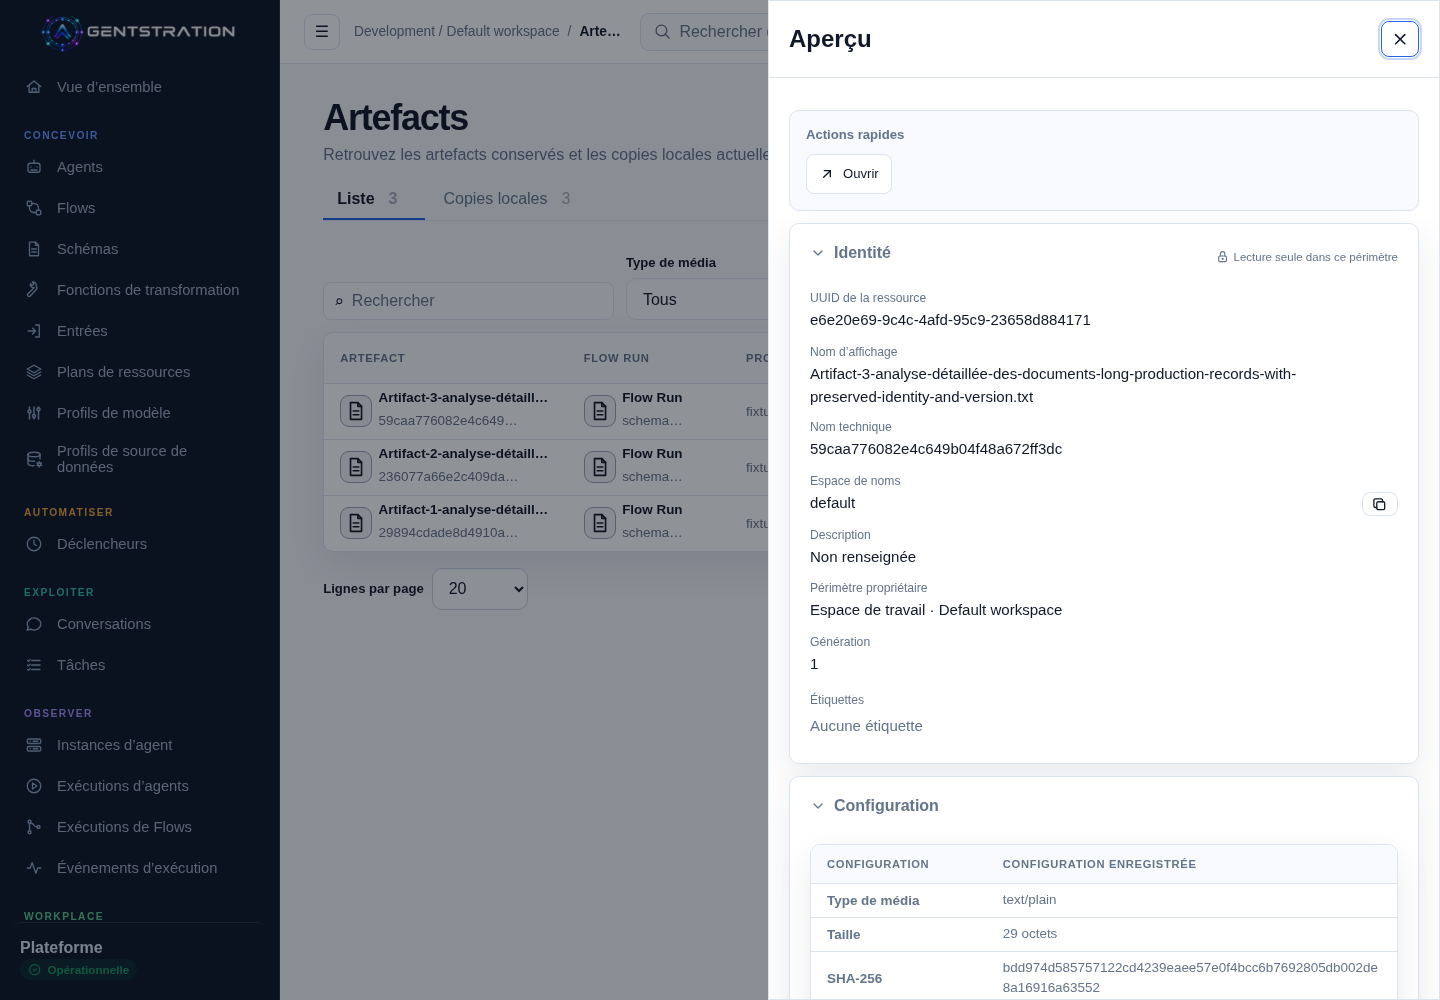 GENTSTRATION
Vue d’ensemble
CONCEVOIR
Agents
Flows
Schémas
Fonctions de transformation
Entrées
Plans de ressources
Profils de modèle
Profils de source de
données
AUTOMATISER
Déclencheurs
EXPLOITER
Conversations
Tâches
OBSERVER
Instances d’agent
Exécutions d’agents
Exécutions de Flows
Événements d’exécution
WORKPLACE
Plateforme
Opérationnelle
Development / Default workspace / Arte…
Rechercher
Artefacts
Retrouvez les artefacts conservés et les copies locales
Liste 3 Copies locales 3
Type de média
Rechercher
Tous
ARTEFACT FLOW RUN
Artifact-3-analyse-détaill… Flow Run
59caa776082e4c649… schema…
Artifact-2-analyse-détaill… Flow Run
236077a66e2c409da… schema…
Artifact-1-analyse-détaill… Flow Run
29894cdade8d4910a… schema…
Lignes par page 20
Aperçu
Actions rapides
Ouvrir
Identité
Lecture seule dans ce périmètre
UUID de la ressource
e6e20e69-9c4c-4afd-95c9-23658d884171
Nom d’affichage
Artifact-3-analyse-détaillée-des-documents-long-production-records-with-
preserved-identity-and-version.txt
Nom technique
59caa776082e4c649b04f48a672ff3dc
Espace de noms
default
Description
Non renseignée
Périmètre propriétaire
Espace de travail · Default workspace
Génération
1
Étiquettes
Aucune étiquette
Configuration
CONFIGURATION CONFIGURATION ENREGISTRÉE
Type de média text/plain
Taille 29 octets
SHA-256 bdd974d585757122cd4239eaee57e0f4bcc6b7692805db002de
8a16916a63552